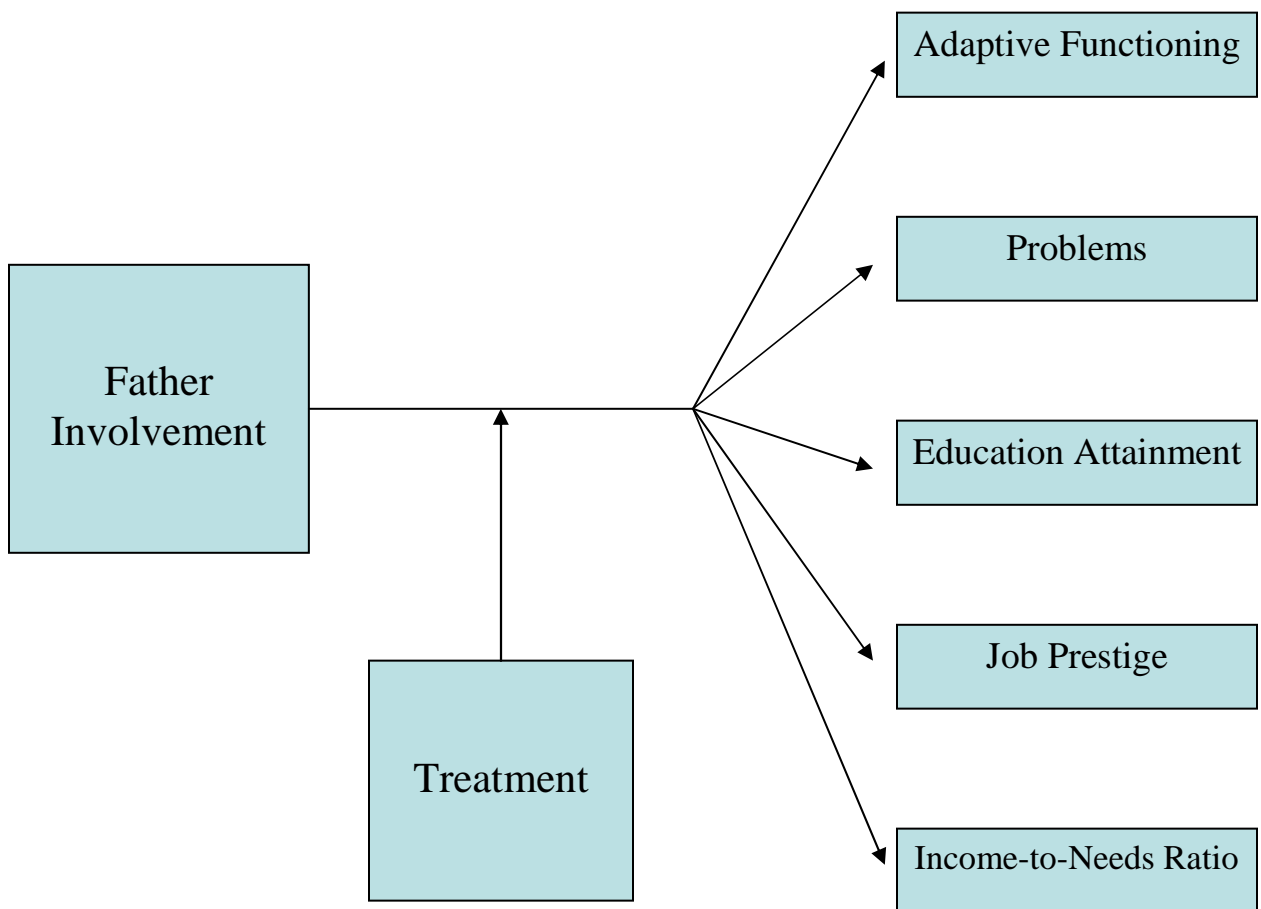 Adaptive Functioning
Problems
Father
Involvement
Education Attainment
Job Prestige
Treatment
Income-to-Needs Ratio